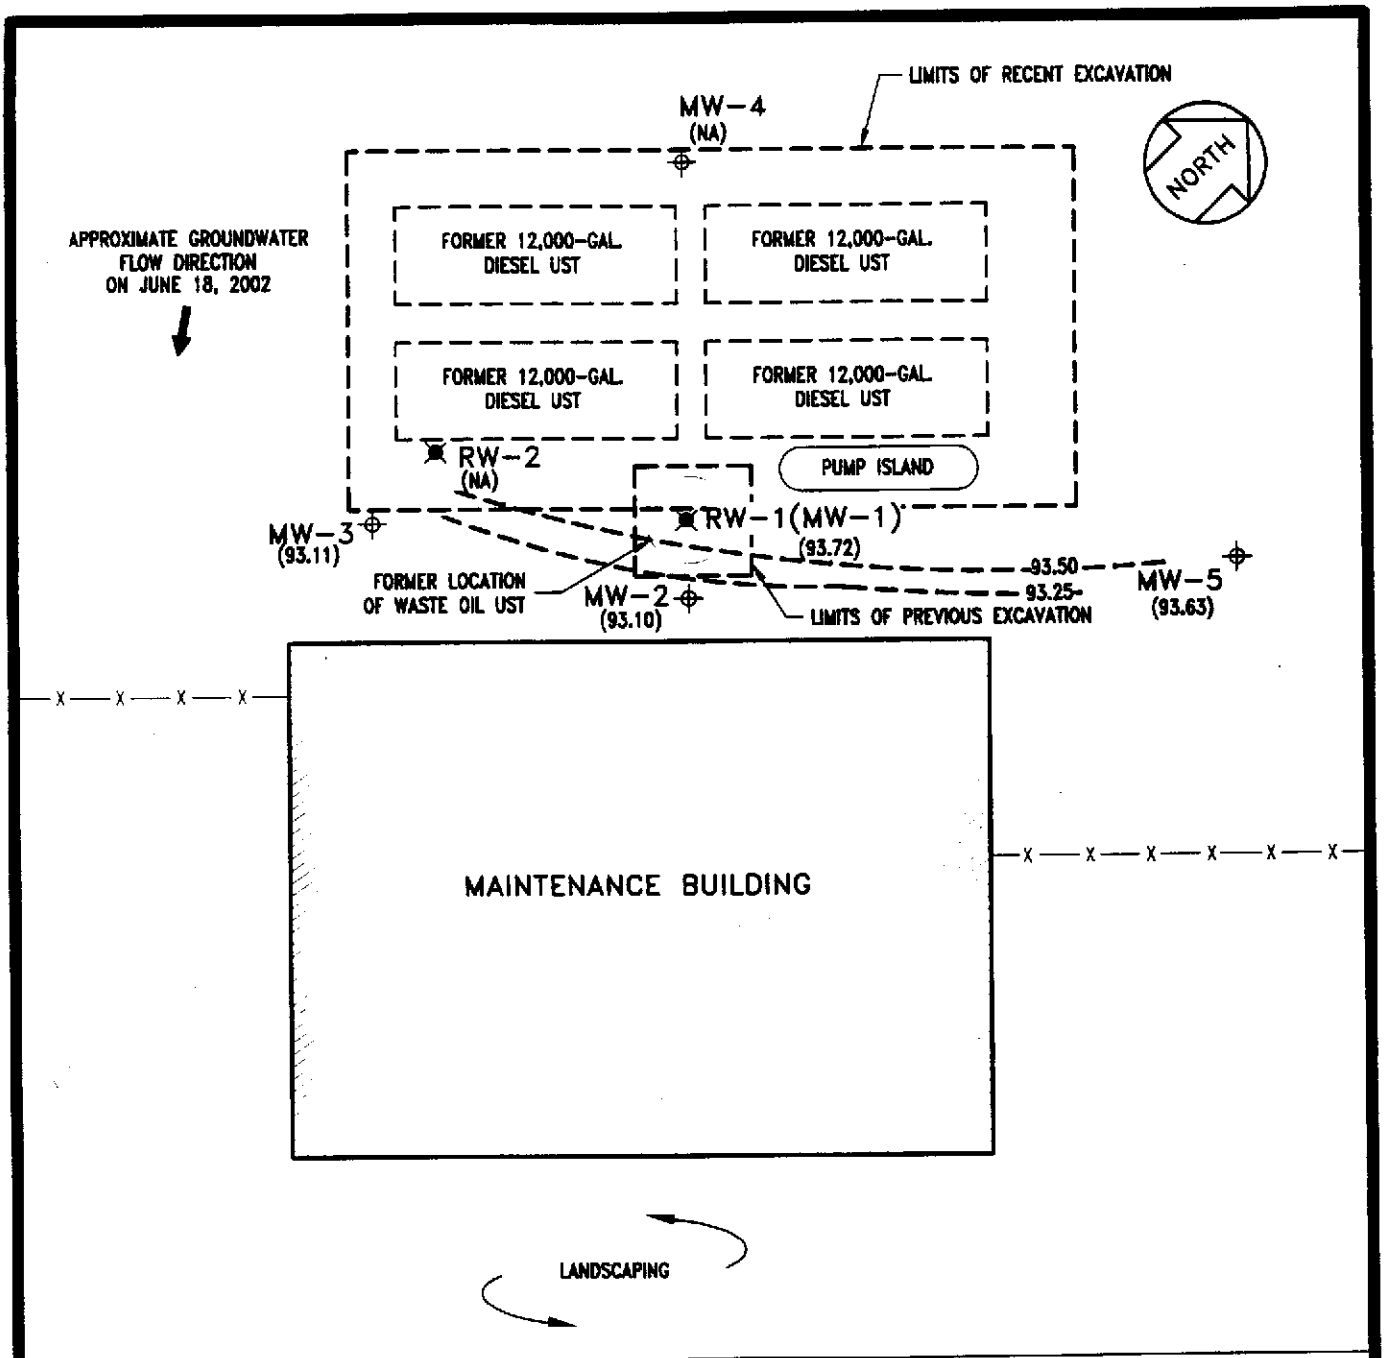 LIMITS OF RECENT EXCAVATION
MW-4
(NA)
NORTH
APPROXIMATE GROUNDWATER
FLOW DIRECTION
ON JUNE 18, 2002
FORMER 12,000-GAL.
DIESEL UST
FORMER 12,000-GAL.
DIESEL UST
FORMER 12,000-GAL.
DIESEL UST
FORMER 12,000-GAL.
DIESEL UST
RW-2
(NA)
PUMP ISLAND
MW-3
(93.11)
RW-1(MW-1)
(93.72)
93.50
93.25
MW-5
(93.63)
FORMER LOCATION
OF WASTE OIL UST
MW-2
(93.10)
LIMITS OF PREVIOUS EXCAVATION
X X X X
X X X X X X
MAINTENANCE BUILDING
LANDSCAPING